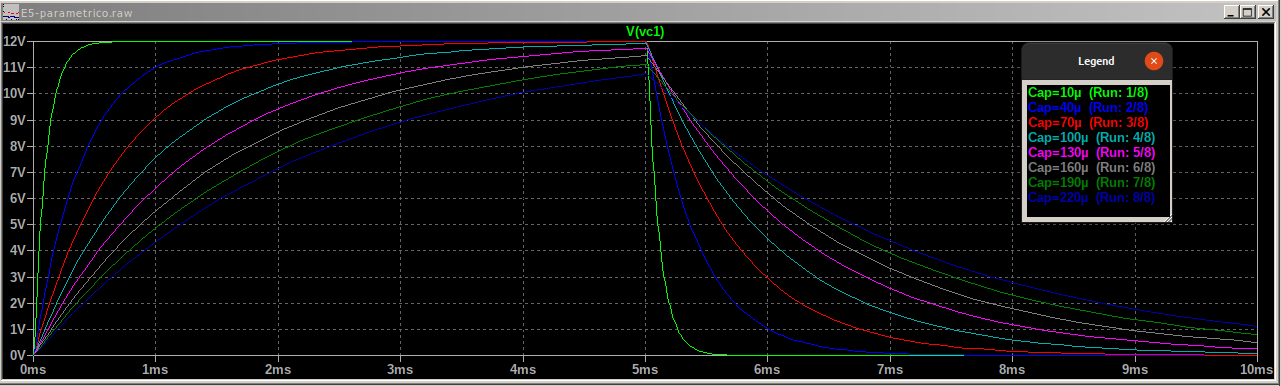 E5-parametrico.raw
V(vc1)
12V
11V
10V
9V
8V
7V
6V
5V
4V
3V
2V
1V
0V
0ms 1ms 2ms 3ms 4ms 5ms 6ms 7ms 8ms 9ms 10ms
Legend
Cap=10µ (Run: 1/8)
Cap=40µ (Run: 2/8)
Cap=70µ (Run: 3/8)
Cap=100µ (Run: 4/8)
Cap=130µ (Run: 5/8)
Cap=160µ (Run: 6/8)
Cap=190µ (Run: 7/8)
Cap=220µ (Run: 8/8)